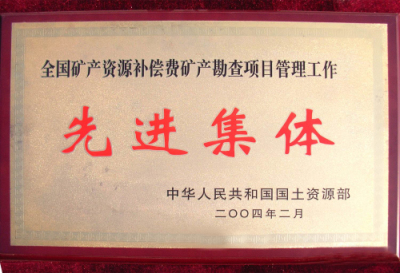 全国矿产资源补偿费矿产勘查项目管理工作
先进集体
中华人民共和国国土资源部
二〇〇四年二月